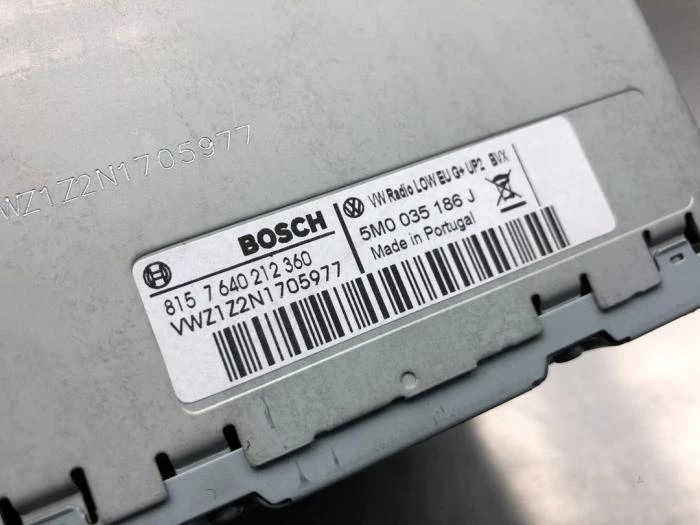 VWZ1Z2N1705977
BOSCH
815 7 640 212 360
VWZ1Z2N1705977
VW Radio LOW EU G+ UP2 BVX
5M0 035 186 J
Made in Portugal